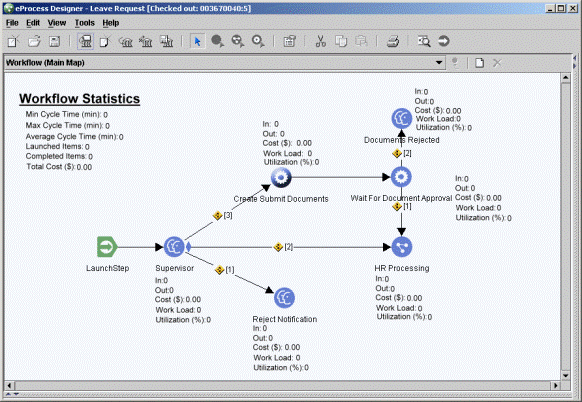 eProcess Designer - Leave Request [Checked out: 003670040:5]
File Edit View Tools Help
Workflow (Main Map)
Workflow Statistics
Min Cycle Time (min): 0
Max Cycle Time (min): 0
Average Cycle Time (min): 0
Launched Items: 0
Completed Items: 0
Total Cost ($): 0.00
In: 0
Out: 0
Cost ($): 0.00
Work Load: 0
Utilization (%): 0
Create Submit Documents
In: 0
Out:0
Cost ($): 0.00
Work Load: 0
Utilization (%): 0
Documents Rejected
[2]
Wait For Document Approval
In: 0
Out:0
Cost ($): 0.00
Work Load: 0
Utilization (%):0
[1]
[3]
[2]
[1]
LaunchStep
Supervisor
In:0
Out:0
Cost ($): 0.00
Work Load: 0
Utilization (%):0
HR Processing
In:0
Out:0
Cost ($): 0.00
Work Load: 0
Utilization (%):0
Reject Notification
In: 0
Out:0
Cost ($): 0.00
Work Load: 0
Utilization (%): 0